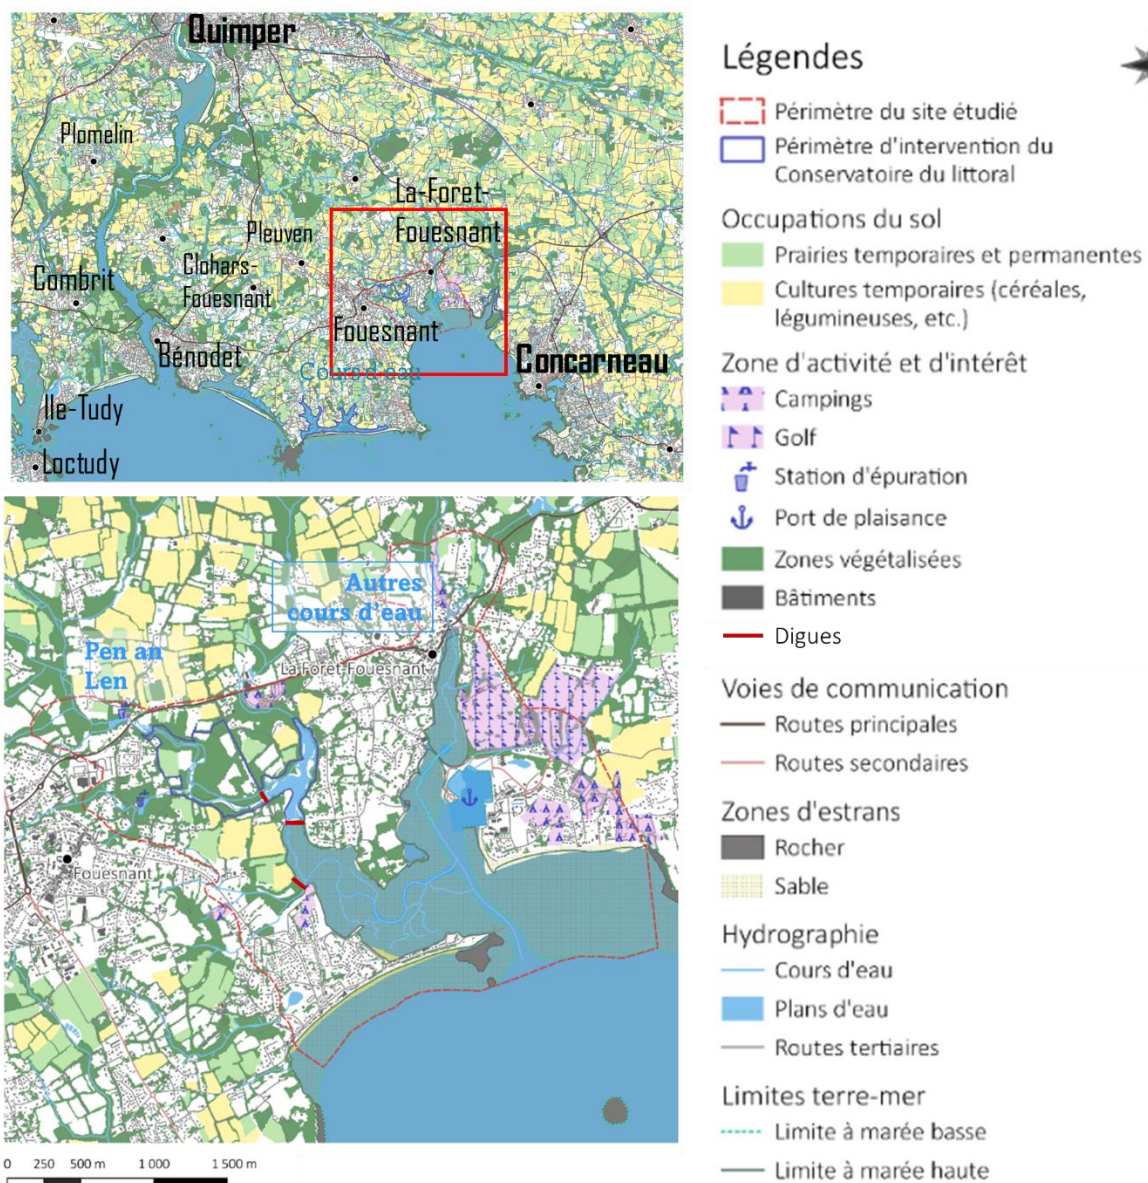 Quimper
Plomelin
La-Foret-
Fouesnant
Pleuven
Clohars-
Fouesnant
Combrit
Fouesnant
Bénodet
Concarneau
Cours d'eau
Ile-Tudy
Loctudy
Autres
cours d'eau
Pen an
Len
La Forêt-Fouesnant
Fouesnant
0 250 500 m 1 000 1 500 m
Légendes
Périmètre du site étudié
Périmètre d'intervention du
Conservatoire du littoral
Occupations du sol
Prairies temporaires et permanentes
Cultures temporaires (céréales,
légumineuses, etc.)
Zone d'activité et d'intérêt
Campings
Golf
Station d'épuration
Port de plaisance
Zones végétalisées
Bâtiments
Digues
Voies de communication
Routes principales
Routes secondaires
Zones d'estrans
Rocher
Sable
Hydrographie
Cours d'eau
Plans d'eau
Routes tertiaires
Limites terre-mer
Limite à marée basse
Limite à marée haute